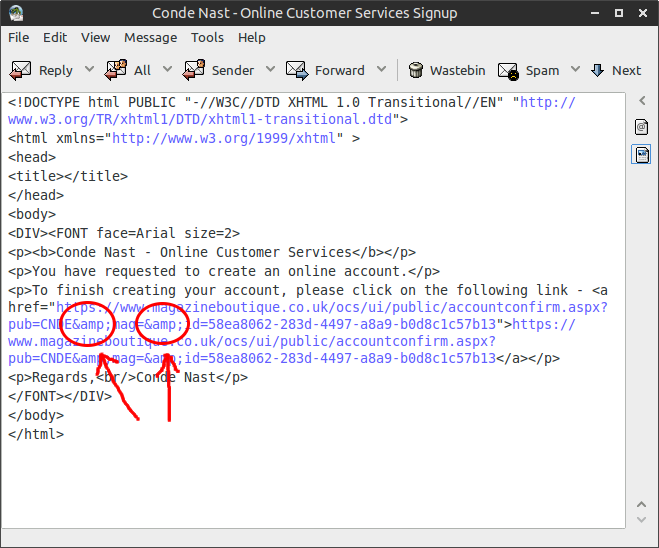 Conde Nast - Online Customer Services Signup
File Edit View Message Tools Help
Reply All Sender Forward Wastebin Spam Next
<!DOCTYPE html PUBLIC "-//W3C//DTD XHTML 1.0 Transitional//EN" "http://
www.w3.org/TR/xhtml1/DTD/xhtml1-transitional.dtd">
<html xmlns="http://www.w3.org/1999/xhtml" >
<head>
<title></title>
</head>
<body>
<DIV><FONT face=Arial size=2>
<p><b>Conde Nast - Online Customer Services</b></p>
<p>You have requested to create an online account.</p>
<p>To finish creating your account, please click on the following link - <a
href="https://www.magazineboutique.co.uk/ocs/ui/public/accountconfirm.aspx?
pub=CNDE&amp;mag=&amp;id=58ea8062-283d-4497-a8a9-b0d8c1c57b13">https://
www.magazineboutique.co.uk/ocs/ui/public/accountconfirm.aspx?
pub=CNDE&amp;mag=&amp;id=58ea8062-283d-4497-a8a9-b0d8c1c57b13</a></p>
<p>Regards,<br/>Conde Nast</p>
</FONT></DIV>
</body>
</html>